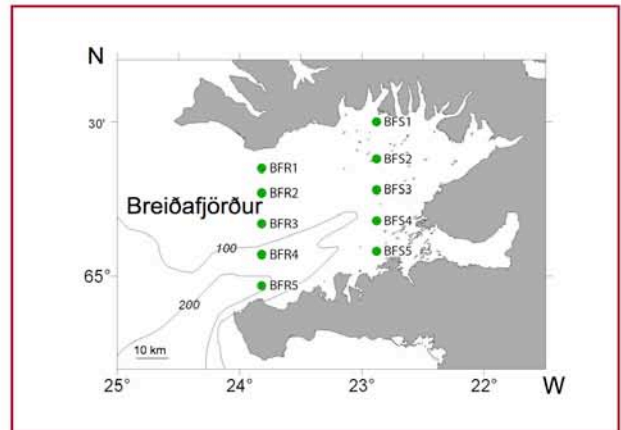 N
30'
BFS1
BFS2
BFR1
BFS3
BFR2
Breiðafjörður
BFR3
BFS4
100
BFR4
BFS5
65°
BFR5
200
10 km
25°
24°
23°
22°
W